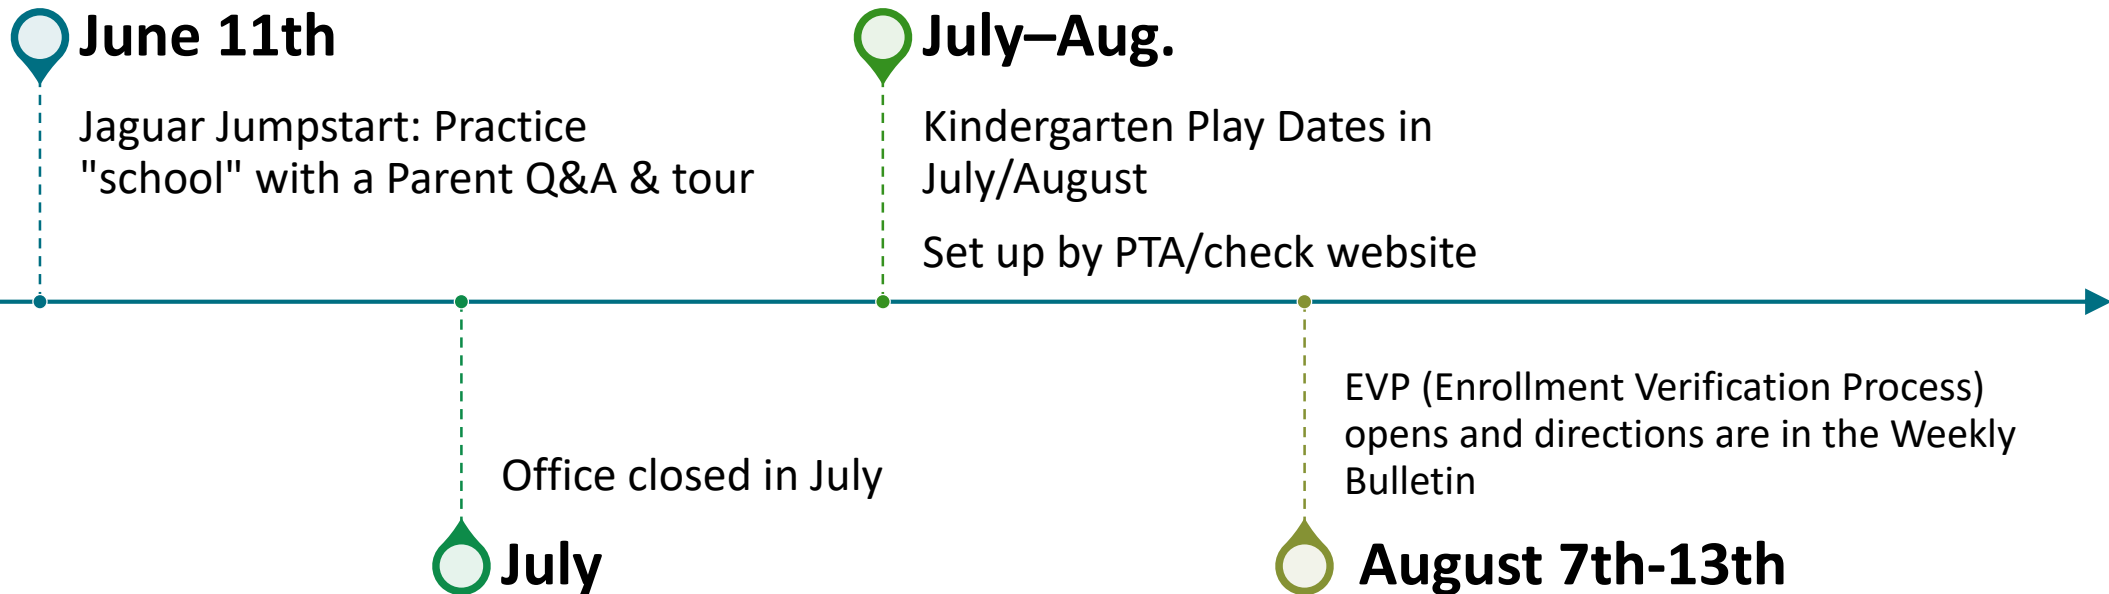 June 11th
Jaguar Jumpstart: Practice
"school" with a Parent Q&A & tour
Office closed in July
July
July–Aug.
Kindergarten Play Dates in
July/August
Set up by PTA/check website
EVP (Enrollment Verification Process)
opens and directions are in the Weekly
Bulletin
August 7th-13th